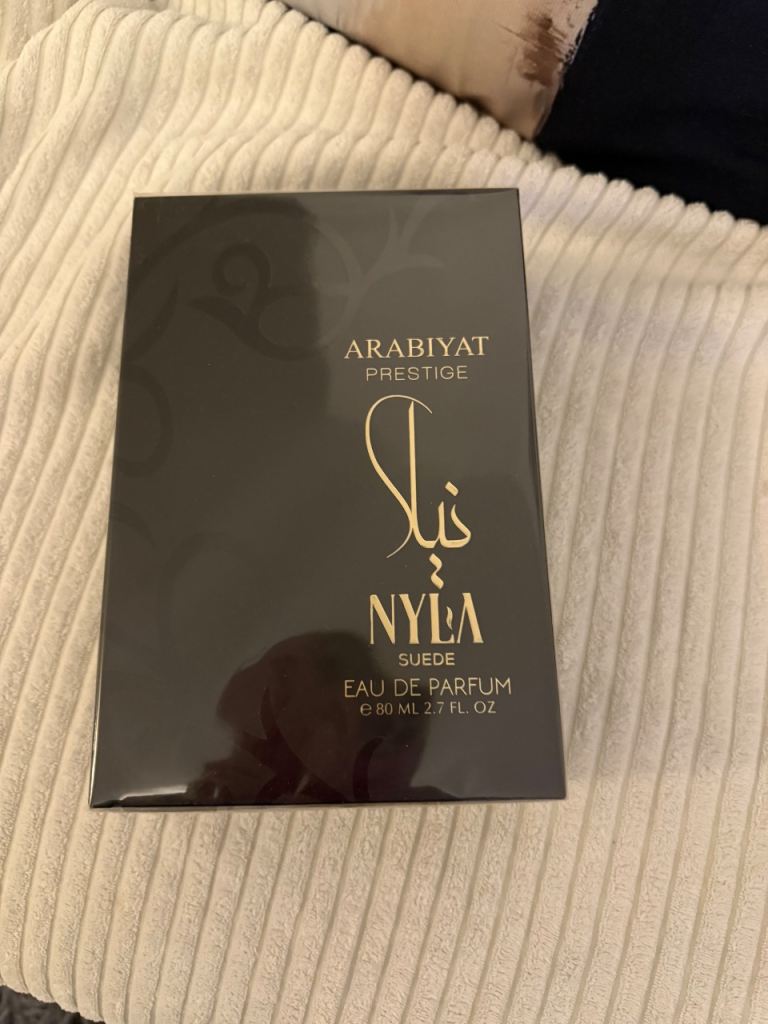 ARABIYAT
PRESTIGE
نيلا
NYLA
SUEDE
EAU DE PARFUM
℮ 80 ML 2.7 FL. OZ